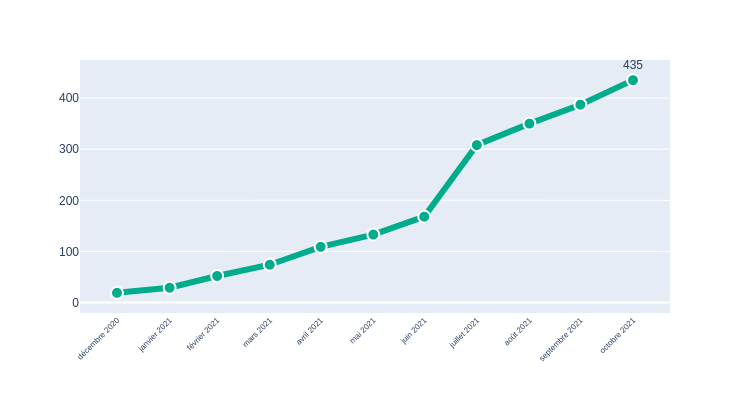 435
400
300
200
100
0
décembre 2020
janvier 2021
février 2021
mars 2021
avril 2021
mai 2021
juin 2021
juillet 2021
août 2021
septembre 2021
octobre 2021